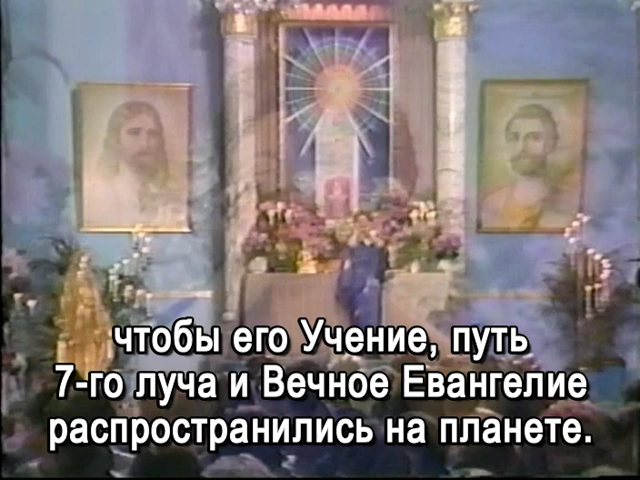 чтобы его Учение, путь
7-го луча и Вечное Евангелие
распространились на планете.